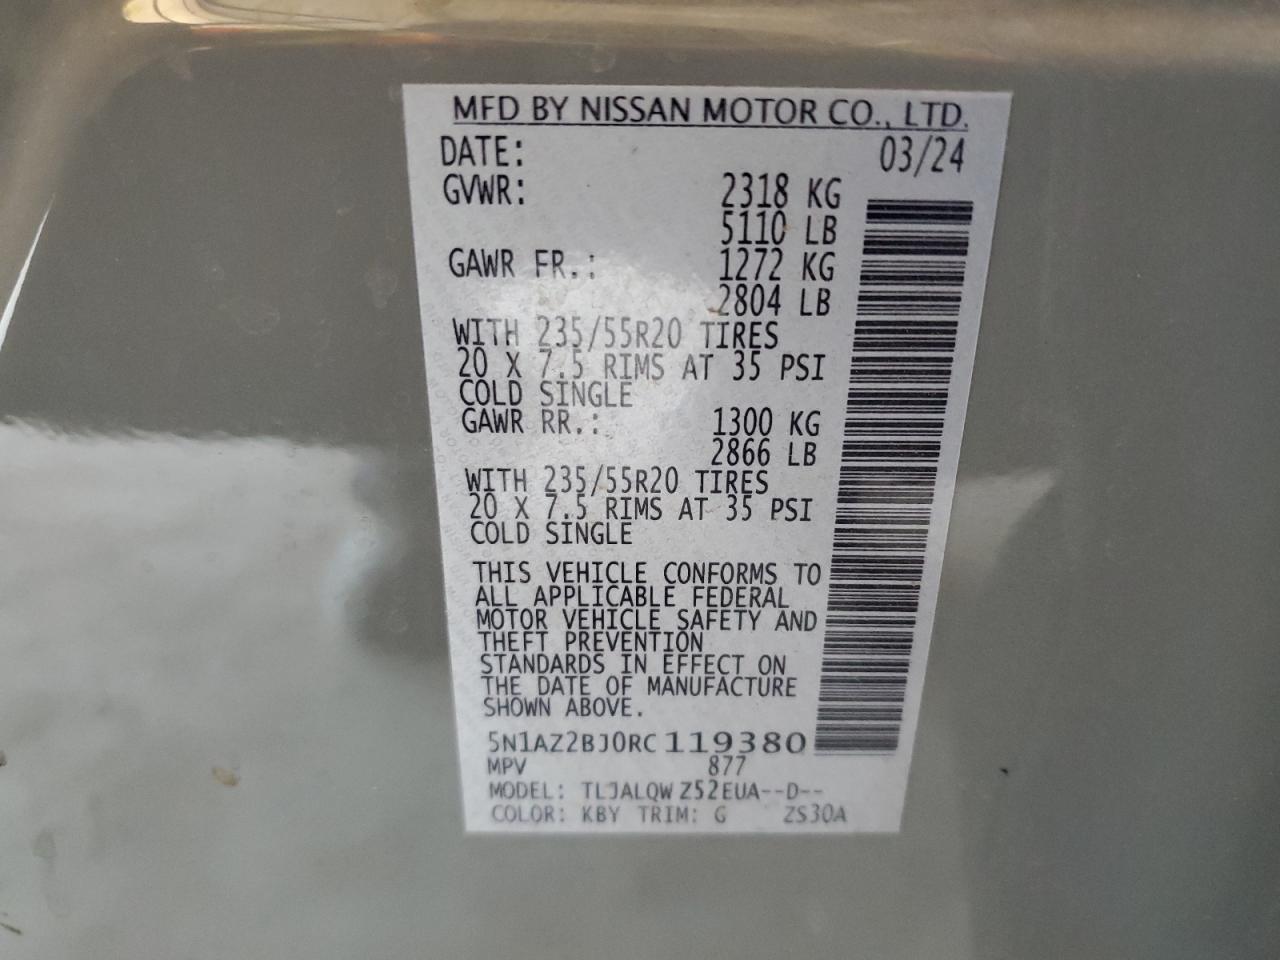 MFD BY NISSAN MOTOR CO., LTD.
DATE: 03/24
GVWR: 2318 KG
5110 LB
GAWR FR.: 1272 KG
2804 LB
WITH 235/55R20 TIRES
20 X 7.5 RIMS AT 35 PSI
COLD SINGLE
GAWR RR.: 1300 KG
2866 LB
WITH 235/55R20 TIRES
20 X 7.5 RIMS AT 35 PSI
COLD SINGLE
THIS VEHICLE CONFORMS TO
ALL APPLICABLE FEDERAL
MOTOR VEHICLE SAFETY AND
THEFT PREVENTION
STANDARDS IN EFFECT ON
THE DATE OF MANUFACTURE
SHOWN ABOVE.
5N1AZ2BJ0RC119380
MPV 877
MODEL: TLJALQW Z52EUA--D--
COLOR: KBY TRIM: G ZS30A